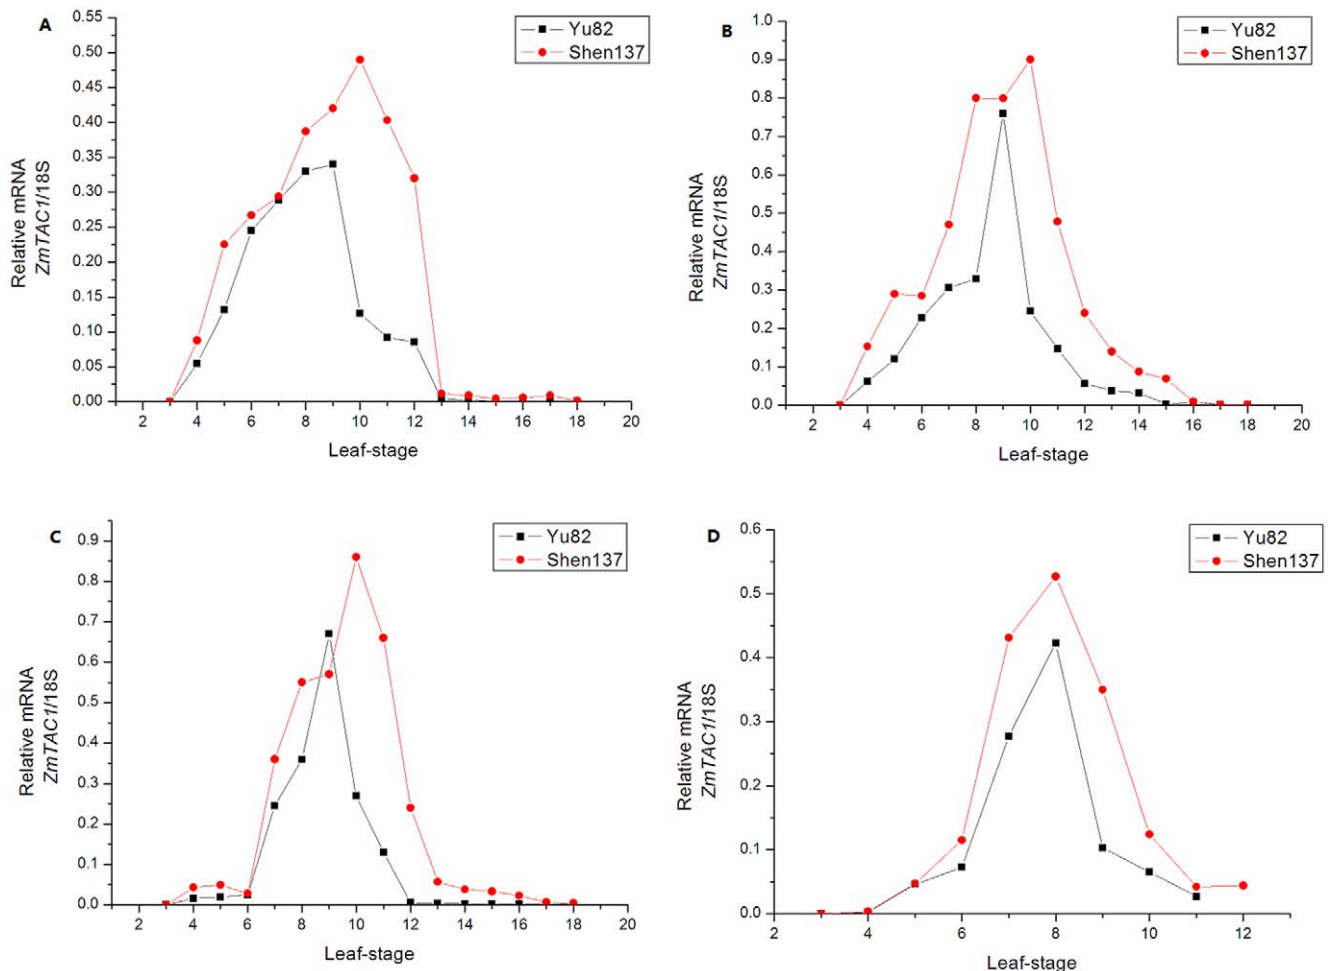 A
Yu82
Shen137
0.55
0.50
0.45
0.40
0.35
0.30
0.25
0.20
0.15
0.10
0.05
0.00
Relative mRNA
ZmTAC1/18S
2 4 6 8 10 12 14 16 18 20
Leaf-stage
B
Yu82
Shen137
1.0
0.9
0.8
0.7
0.6
0.5
0.4
0.3
0.2
0.1
0.0
Relative mRNA
ZmTAC1/18S
2 4 6 8 10 12 14 16 18 20
Leaf-stage
C
Yu82
Shen137
0.9
0.8
0.7
0.6
0.5
0.4
0.3
0.2
0.1
0.0
Relative mRNA
ZmTAC1/18S
2 4 6 8 10 12 14 16 18 20
Leaf-stage
D
Yu82
Shen137
0.6
0.5
0.4
0.3
0.2
0.1
0.0
Relative mRNA
ZmTAC1/18S
2 4 6 8 10 12
Leaf-stage